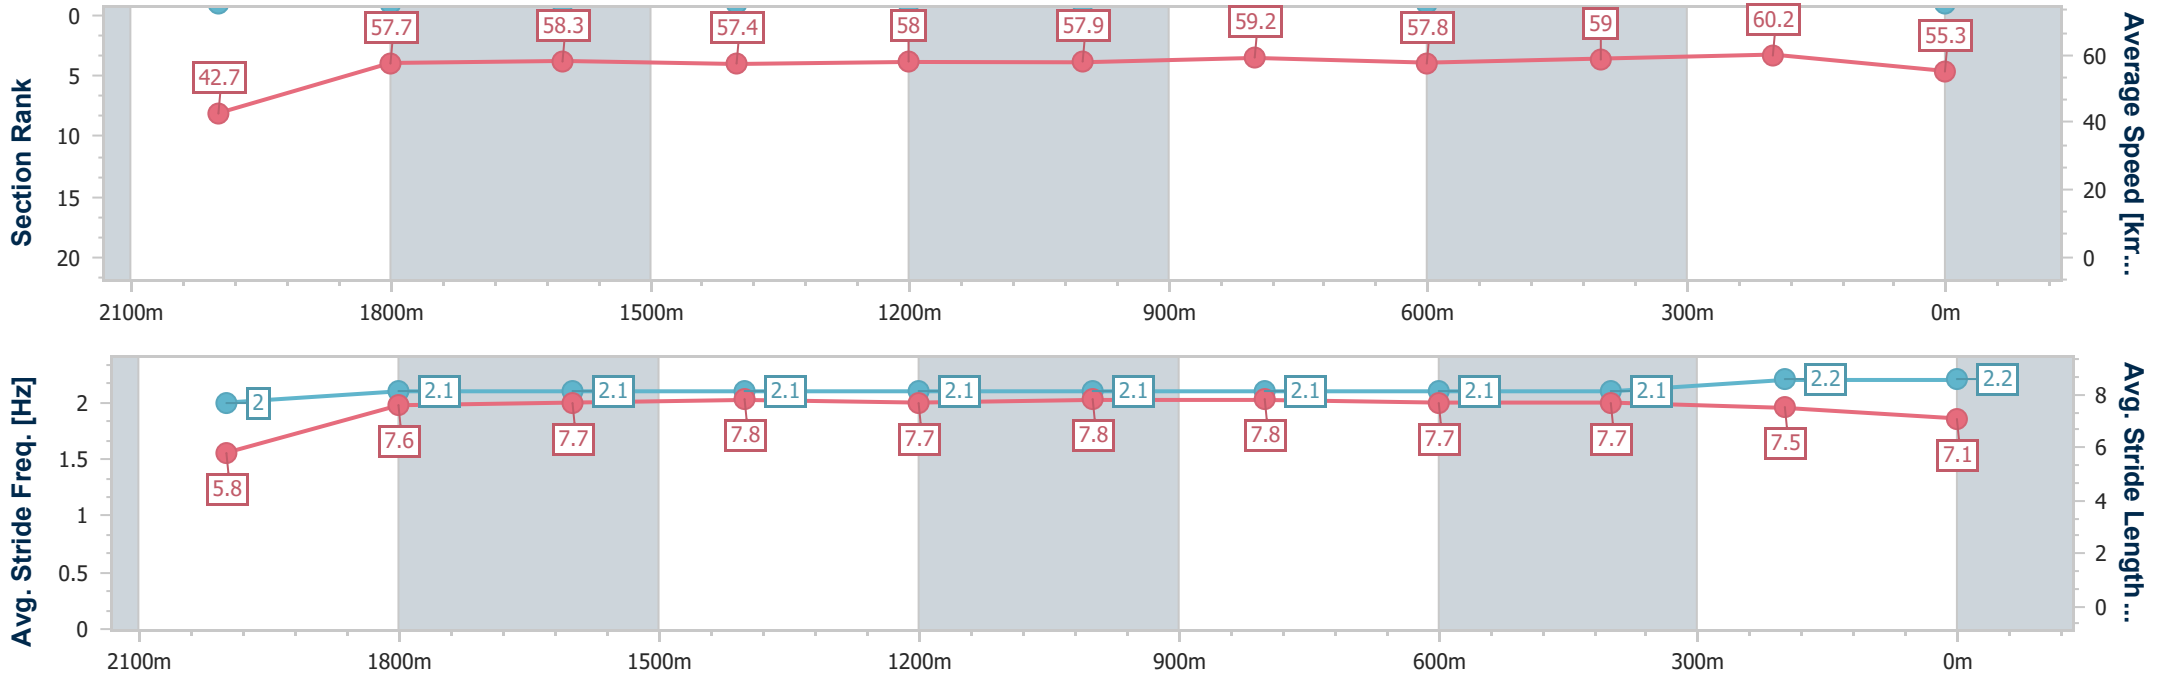 Section Rank
0
5
10
15
20
42.7
57.7
58.3
57.4
58
57.9
59.2
57.8
59
60.2
55.3
60
40
20
0
Average Speed [km...
2100m
1800m
1500m
1200m
900m
600m
300m
0m
Avg. Stride Freq. [Hz]
2
1.5
1
0.5
0
2
2.1
2.1
2.1
2.1
2.1
2.1
2.1
2.1
2.2
2.2
5.8
7.6
7.7
7.8
7.7
7.8
7.8
7.7
7.7
7.5
7.1
8
6
4
2
0
Avg. Stride Length ...
2100m
1800m
1500m
1200m
900m
600m
300m
0m